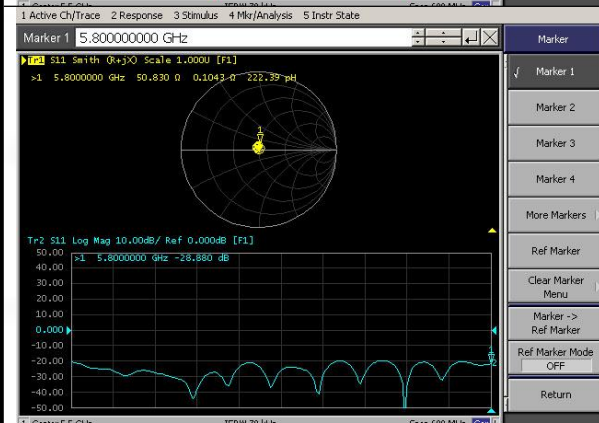 1 Active Ch/Trace 2 Response 3 Stimulus 4 Mkr/Analysis 5 Instr State
Marker 1 5.800000000 GHz
Tr1 S11 Smith (R+jX) Scale 1.000U [F1]
>1 5.8000000 GHz 50.830 Ω 0.1043 Ω 222.39 pH
1
Tr2 S11 Log Mag 10.00dB/ Ref 0.000dB [F1]
50.00
>1 5.8000000 GHz -28.880 dB
40.00
30.00
20.00
10.00
0.000
-10.00
-20.00
-30.00
-40.00
-50.00
Marker
√ Marker 1
Marker 2
Marker 3
Marker 4
More Markers
Ref Marker
Clear Marker
Menu
Marker ->
Ref Marker
Ref Marker Mode
OFF
Return